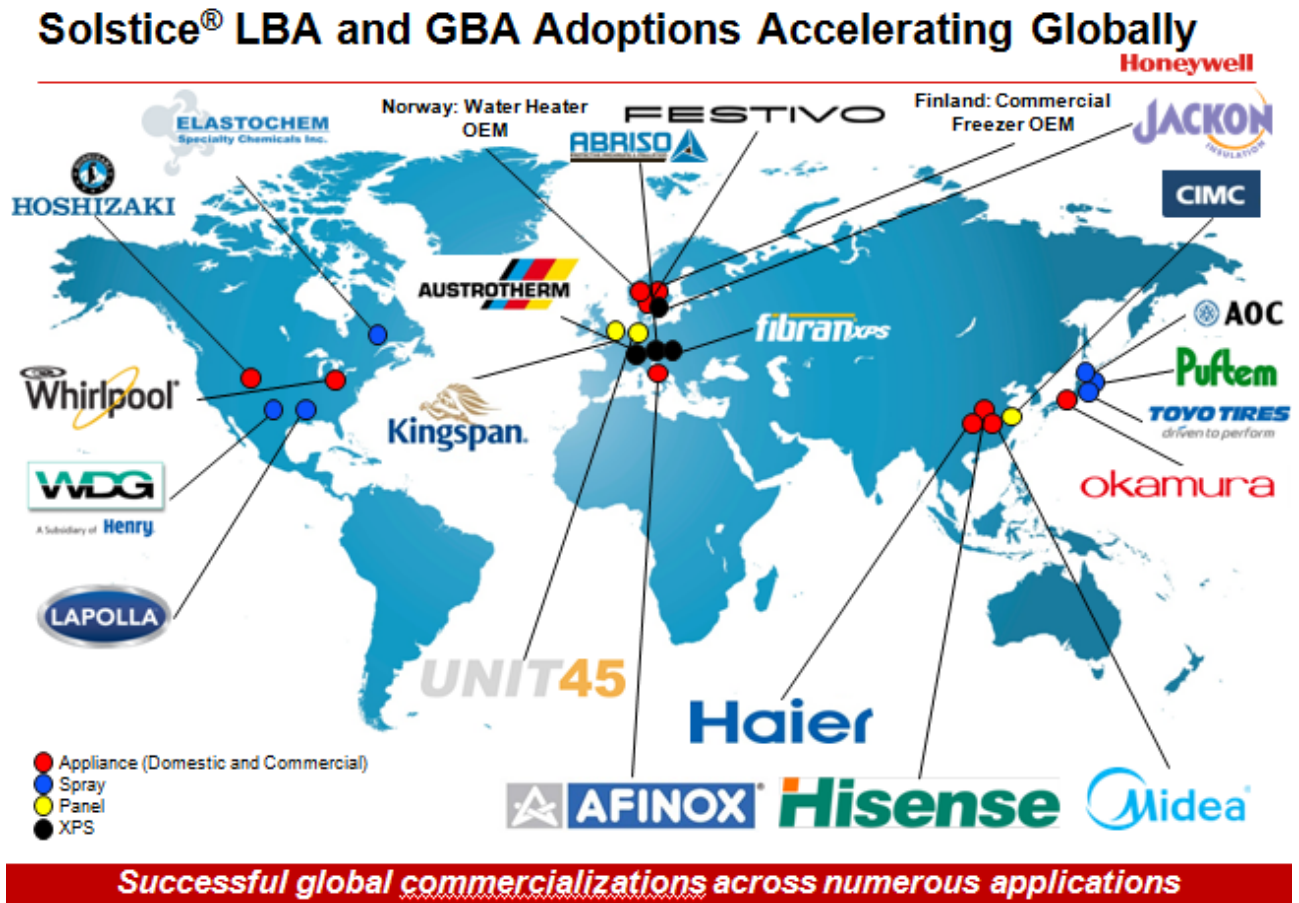 Solstice® LBA and GBA Adoptions Accelerating Globally
Honeywell
ELASTOCHEM
Specialty Chemicals Inc.
Norway: Water Heater
OEM
FESTIVO
ABRISO
Finland: Commercial
Freezer OEM
JACKON
INSULATION
HOSHIZAKI
CIMC
AUSTROTHERM
fibranxps
AOC
Whirlpool®
Kingspan.
Puftem
TOYO TIRES
driven to perform
okamura
WDG
A Subsidiary of Henry.
LAPOLLA
UNIT45
Haier
AFINOX®
Hisense
Midea
Appliance (Domestic and Commercial)
Spray
Panel
XPS
Successful global commercializations across numerous applications